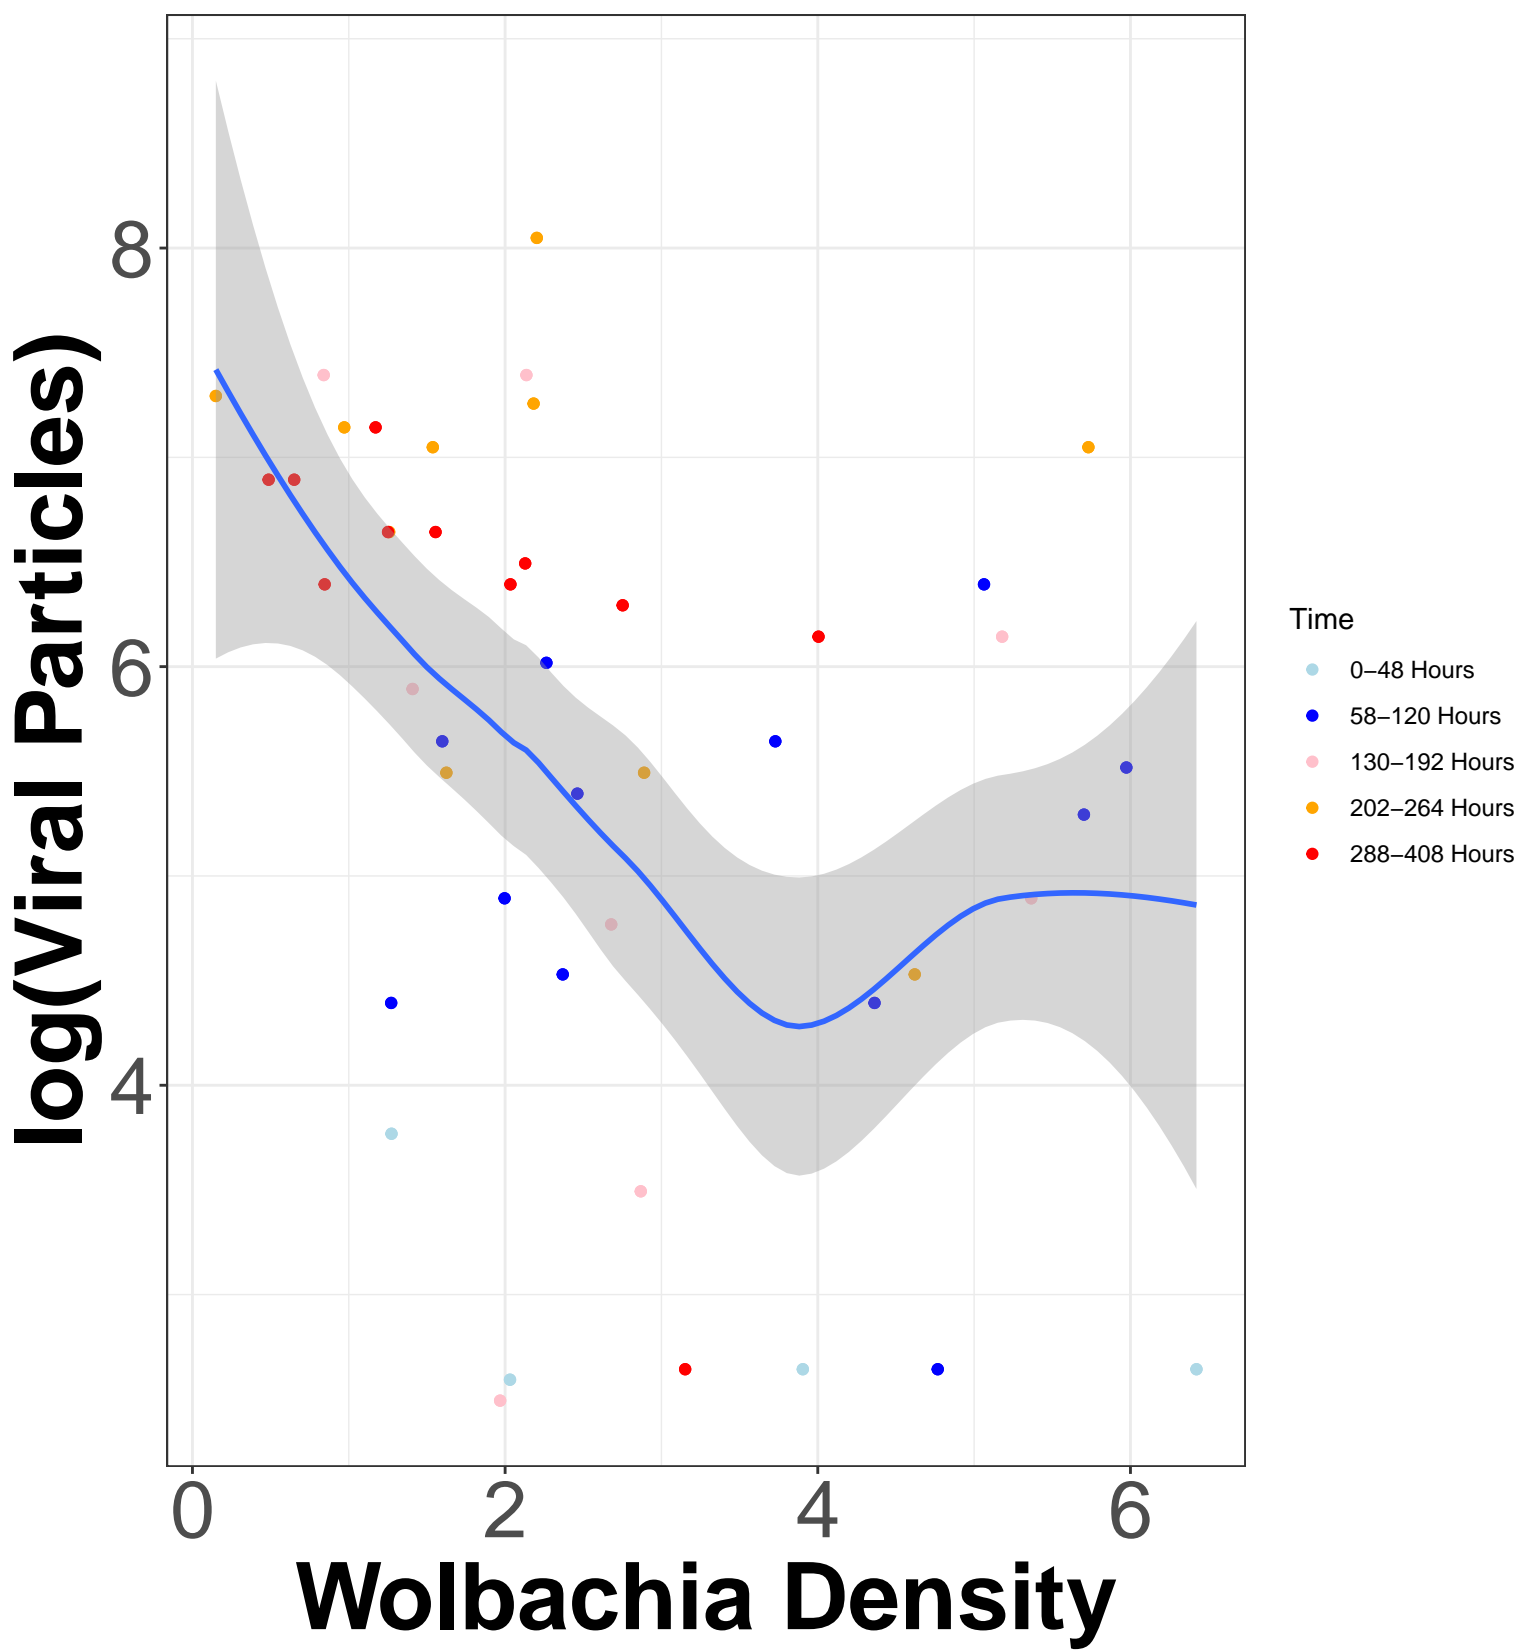 log(Viral Particles)
8
6
4
0 2 4 6
Wolbachia Density
Time
0–48 Hours
58–120 Hours
130–192 Hours
202–264 Hours
288–408 Hours